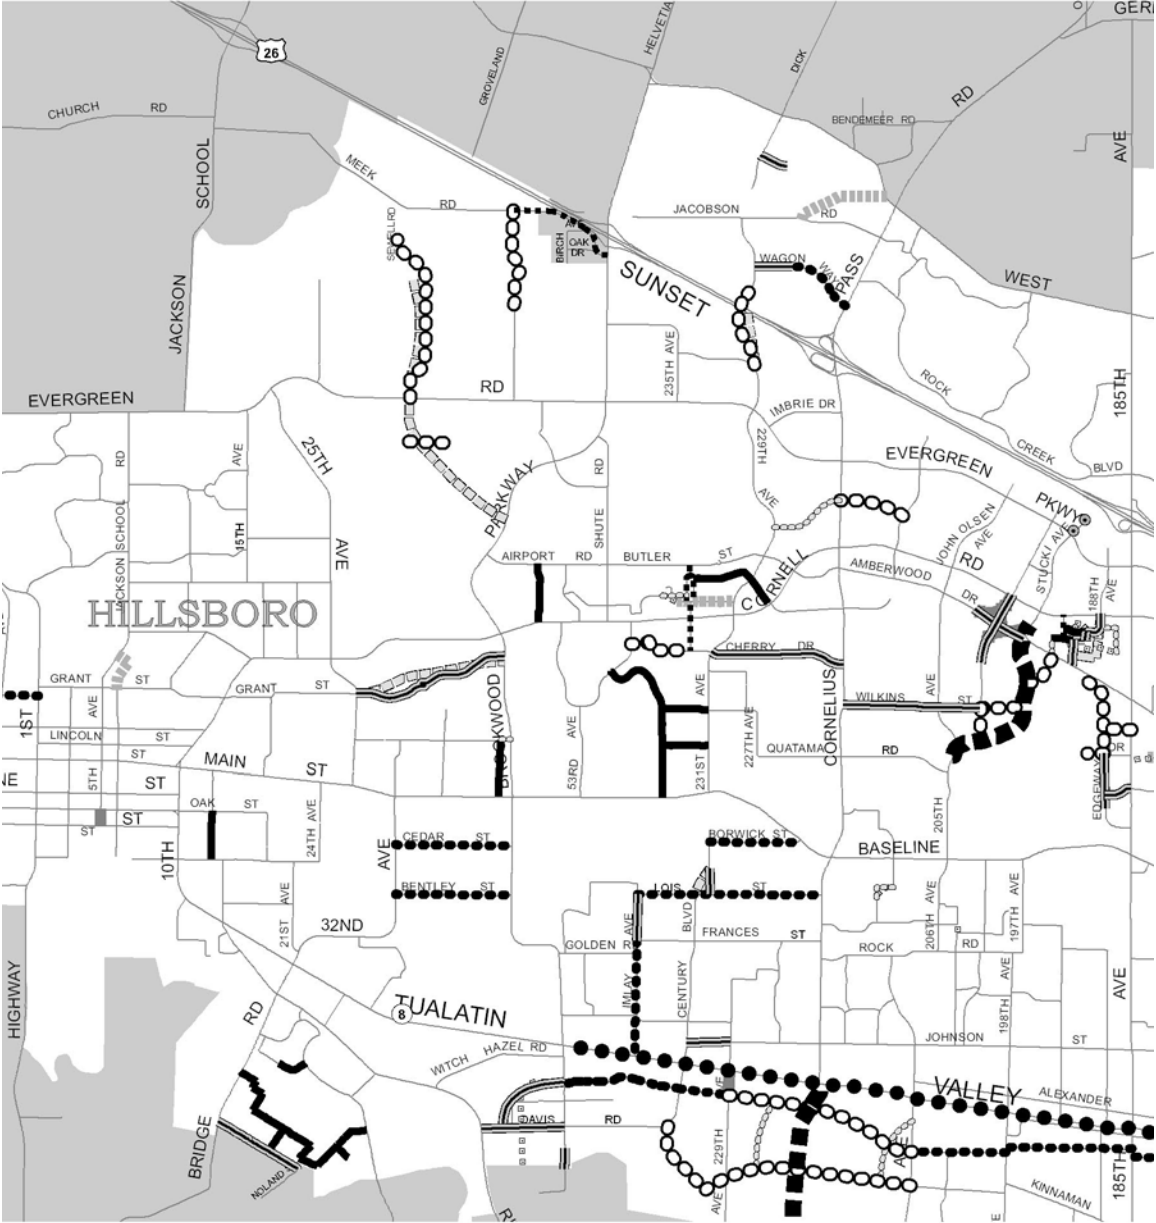 GROVELAND
HELVETIA
DICK
GER
26
CHURCH RD
RD
BENDEMEER RD
AVE
SCHOOL
MEEK
RD
JACOBSON RD
SEWELL RD
BIRCH
OAK
DR
SUNSET
WAGON
WAY
PASS
WEST
JACKSON
235TH AVE
EVERGREEN
RD
ROCK
185TH
IMBRIE DR
229TH
CREEK
BLVD
RD
AVE
25TH
PARKWAY
RD
EVERGREEN
PKWY
AVE
SHUTE
JOHN OLSEN
AVE
STUCKI AVE
JACKSON SCHOOL
15TH
AVE
AIRPORT RD
BUTLER ST
RD
AMBERWOOD
DR
188TH
AVE
CORNELL
HILLSBORO
CHERRY DR
GRANT ST
GRANT ST
BROOKWOOD
AVE
CORNELIUS
WILKINS ST
AVE
1ST
AVE
LINCOLN ST
ST
5TH
MAIN ST
53RD
AVE
231ST
227TH AVE
QUATAMA RD
DR
EDGEWAY
NE
ST
OAK ST
24TH AVE
205TH
ST
ST
10TH
AVE
CEDAR ST
BORWICK ST
BASELINE
BENTLEY ST
LOIS ST
21ST
AVE
32ND
AVE
BLVD
FRANCES ST
GOLDEN R
ROCK RD
206TH AVE
197TH AVE
HIGHWAY
RD
IMLAY
CENTURY
AVE
AVE
198TH
8
TUALATIN
JOHNSON ST
WITCH HAZEL RD
VALLEY
ALEXANDER
DAVIS RD
229TH
AVE
AVE
BRIDGE
NOLAND
185TH
KINNAMAN